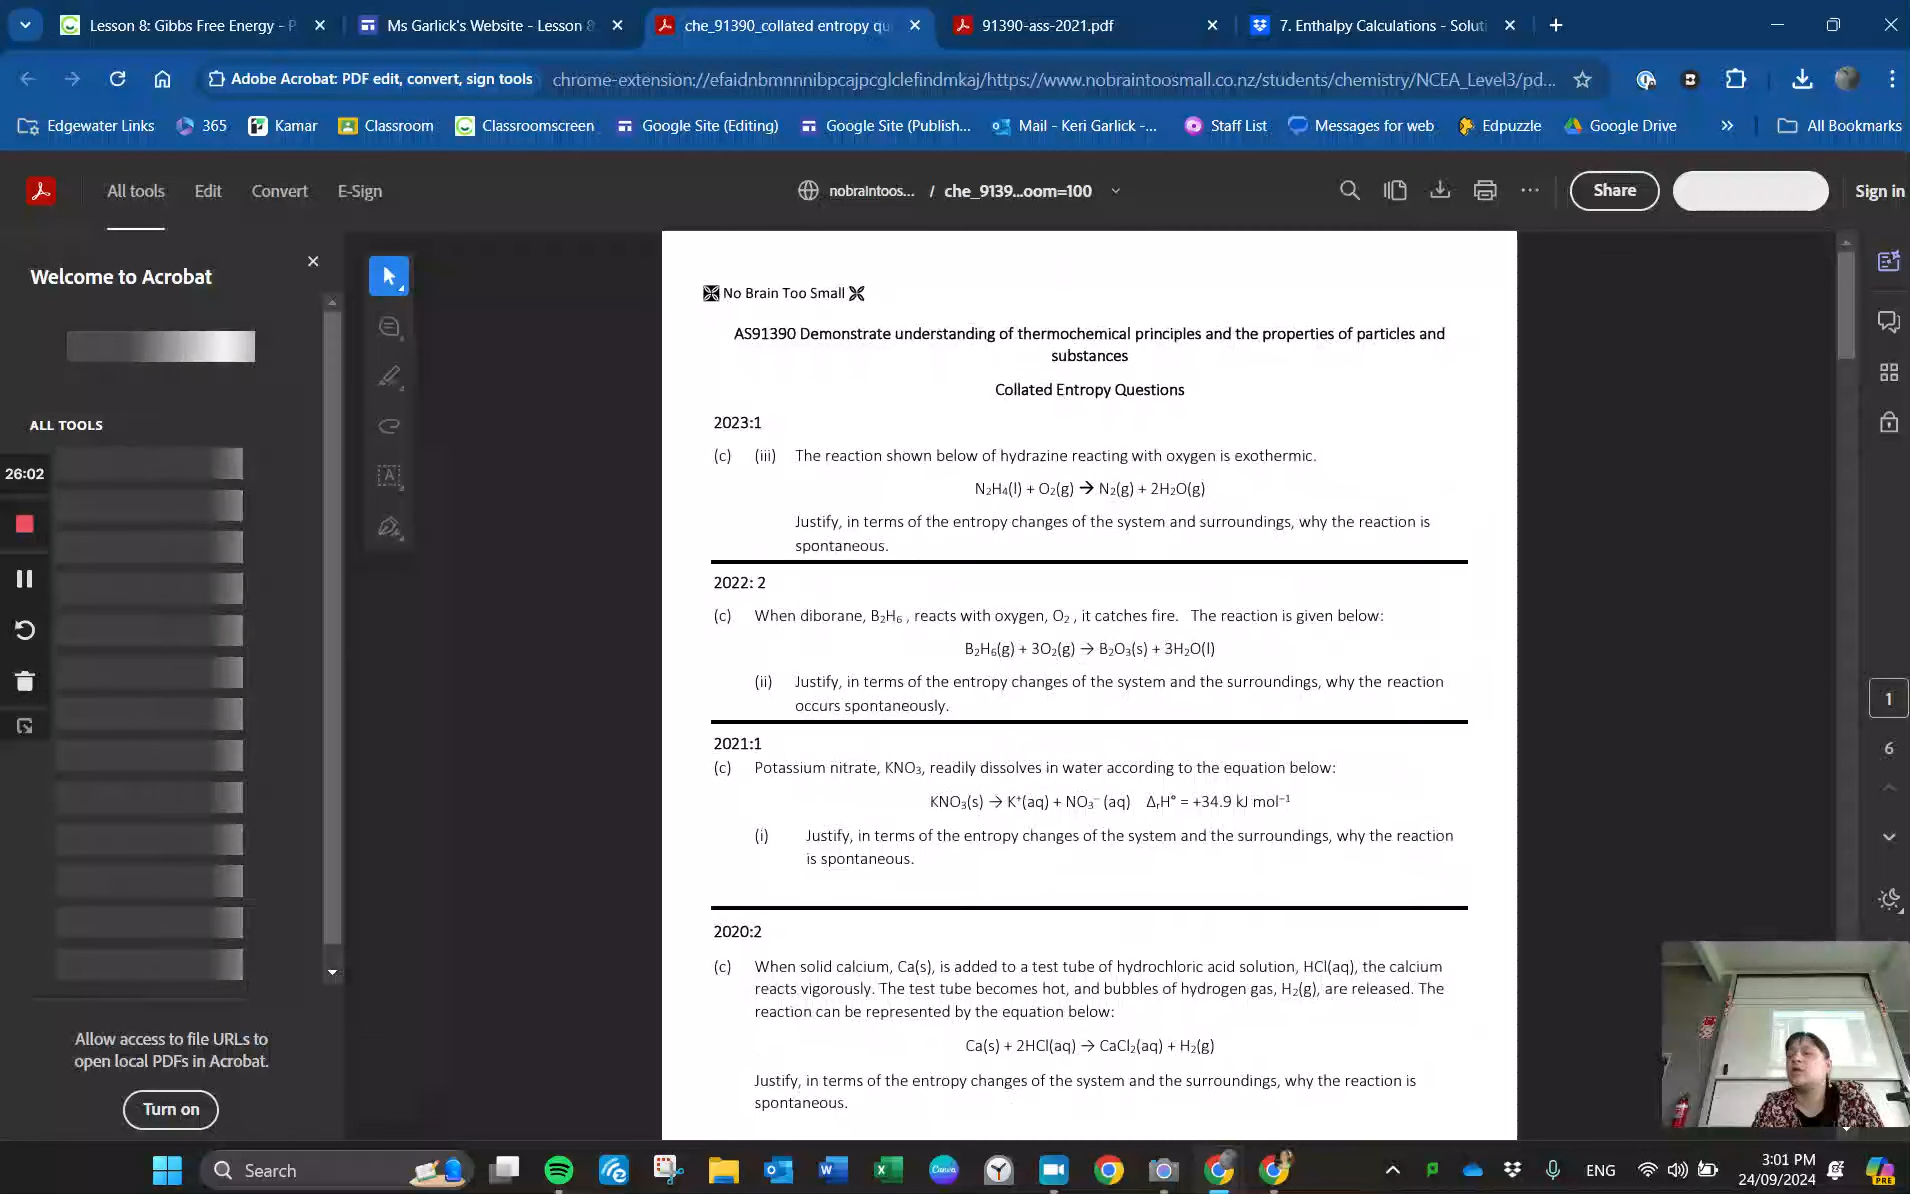 Lesson 8: Gibbs Free Energy - P
Ms Garlick's Website - Lesson 8
che_91390_collated entropy qu
91390-ass-2021.pdf
7. Enthalpy Calculations - Soluti
Adobe Acrobat: PDF edit, convert, sign tools
chrome-extension://efaidnbmnnnibpcajpcglclefindmkaj/https://www.nobraintoosmall.co.nz/students/chemistry/NCEA_Level3/pd...
Edgewater Links
365
Kamar
Classroom
Classroomscreen
Google Site (Editing)
Google Site (Publish...
Mail - Keri Garlick -...
Staff List
Messages for web
Edpuzzle
Google Drive
All Bookmarks
All tools
Edit
Convert
E-Sign
nobraintoos... / che_9139...oom=100
Share
Sign in
Welcome to Acrobat
ALL TOOLS
26:02
Allow access to file URLs to
open local PDFs in Acrobat.
Turn on
No Brain Too Small
AS91390 Demonstrate understanding of thermochemical principles and the properties of particles and
substances
Collated Entropy Questions
2023:1
(c) (iii) The reaction shown below of hydrazine reacting with oxygen is exothermic.
N₂H₄(l) + O₂(g) → N₂(g) + 2H₂O(g)
Justify, in terms of the entropy changes of the system and surroundings, why the reaction is
spontaneous.
2022: 2
(c) When diborane, B₂H₆ , reacts with oxygen, O₂ , it catches fire. The reaction is given below:
B₂H₆(g) + 3O₂(g) → B₂O₃(s) + 3H₂O(l)
(ii) Justify, in terms of the entropy changes of the system and the surroundings, why the reaction
occurs spontaneously.
2021:1
(c) Potassium nitrate, KNO₃, readily dissolves in water according to the equation below:
KNO₃(s) → K⁺(aq) + NO₃⁻ (aq) ΔᵣH° = +34.9 kJ mol⁻¹
(i) Justify, in terms of the entropy changes of the system and the surroundings, why the reaction
is spontaneous.
2020:2
(c) When solid calcium, Ca(s), is added to a test tube of hydrochloric acid solution, HCl(aq), the calcium
reacts vigorously. The test tube becomes hot, and bubbles of hydrogen gas, H₂(g), are released. The
reaction can be represented by the equation below:
Ca(s) + 2HCl(aq) → CaCl₂(aq) + H₂(g)
Justify, in terms of the entropy changes of the system and the surroundings, why the reaction is
spontaneous.
1
6
Search
Canva
ENG
3:01 PM
24/09/2024
PRE